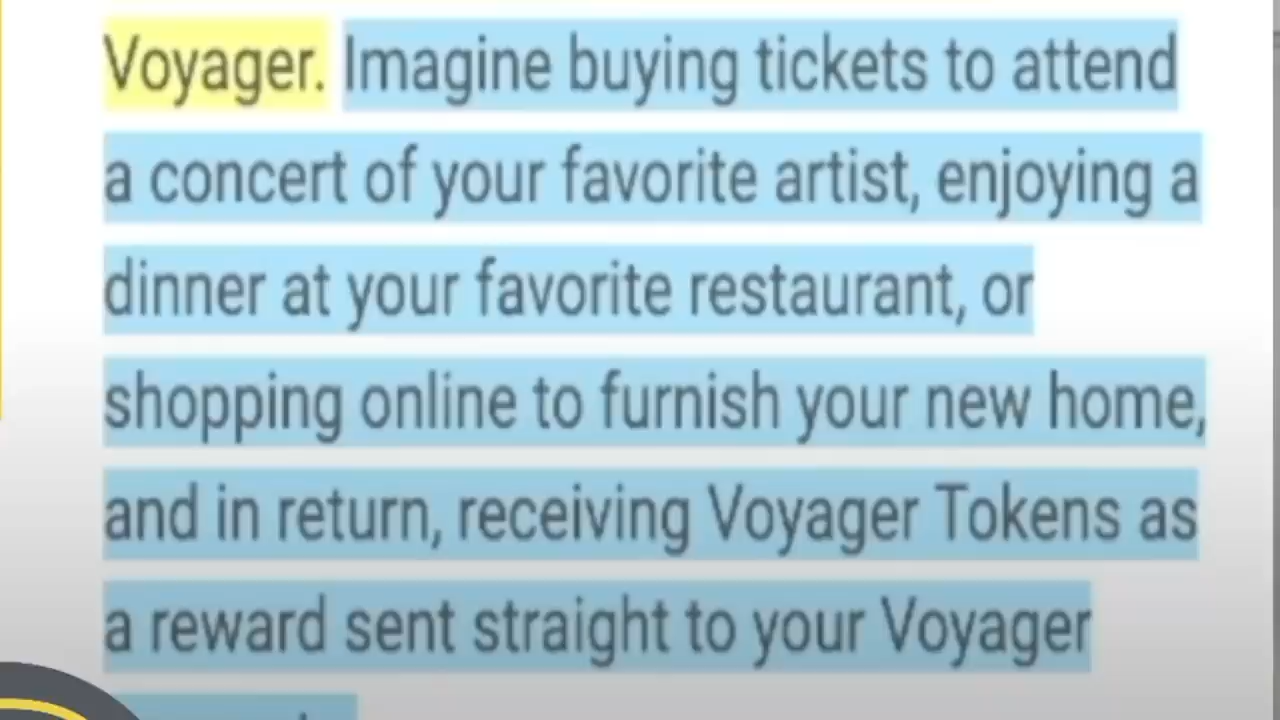 Voyager. Imagine buying tickets to attend
a concert of your favorite artist, enjoying a
dinner at your favorite restaurant, or
shopping online to furnish your new home,
and in return, receiving Voyager Tokens as
a reward sent straight to your Voyager